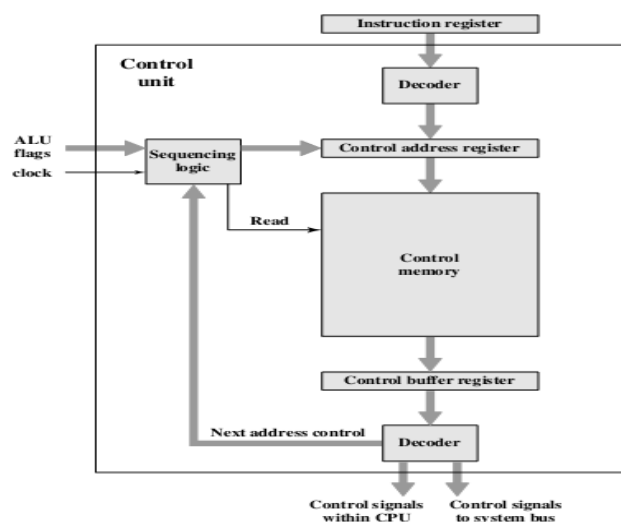 Instruction register
Control
unit
Decoder
ALU
flags
Sequencing
logic
Control address register
clock
Read
Control
memory
Control buffer register
Next address control
Decoder
Control signals
within CPU
Control signals
to system bus